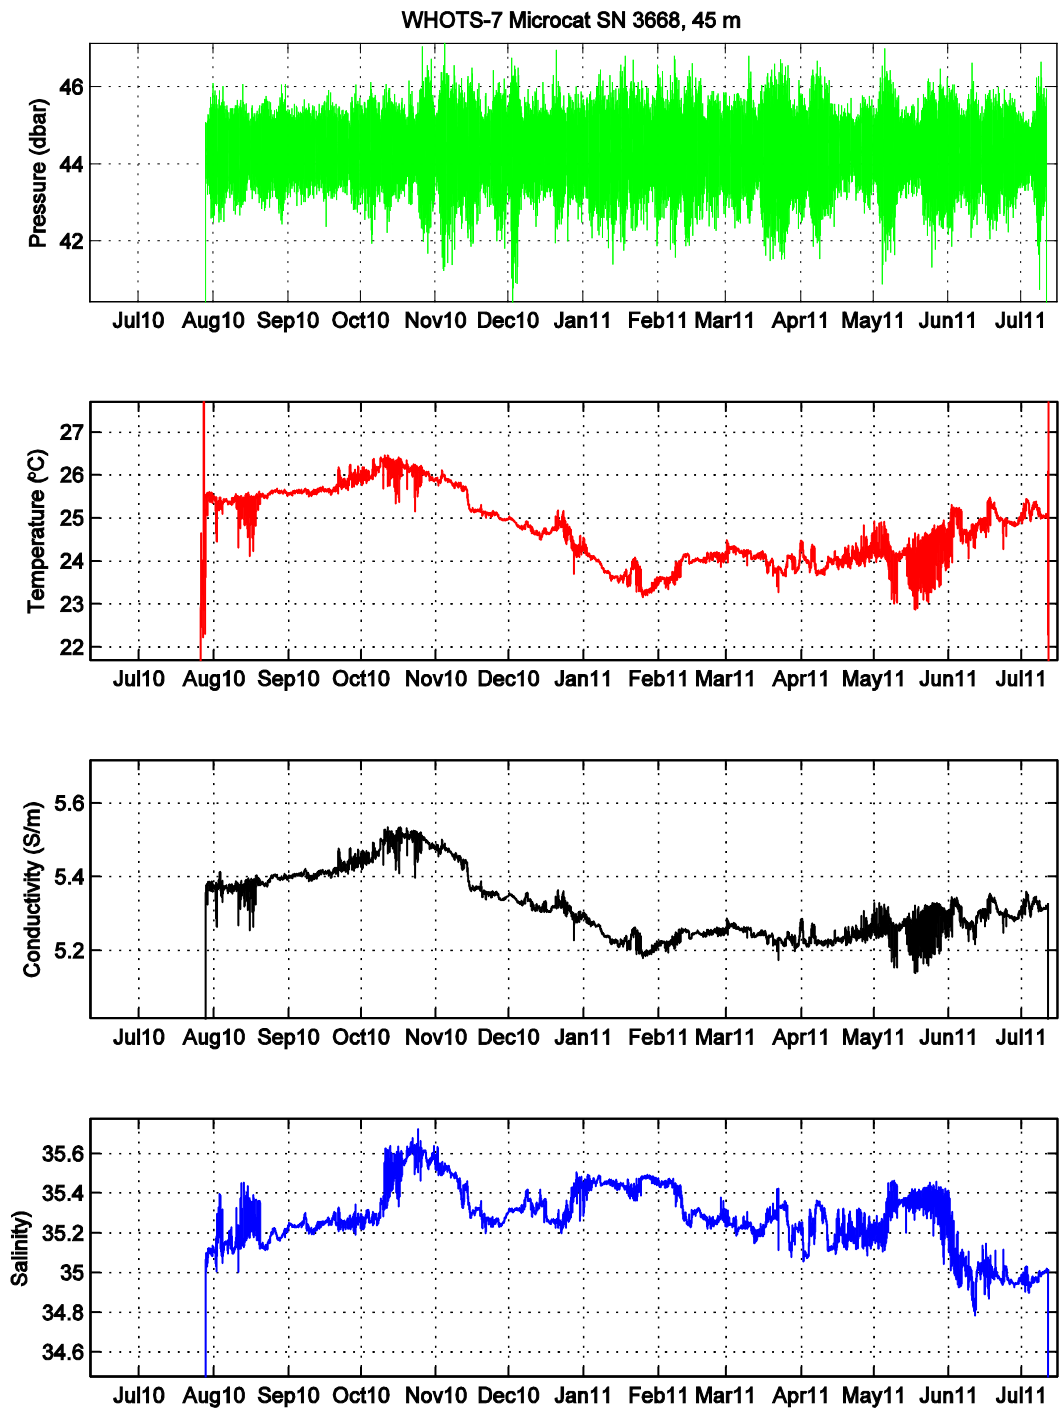 WHOTS-7 Microcat SN 3668, 45 m
Pressure (dbar)
46
44
42
Jul10 Aug10 Sep10 Oct10 Nov10 Dec10 Jan11 Feb11 Mar11 Apr11 May11 Jun11 Jul11
Temperature (°C)
27
26
25
24
23
22
Jul10 Aug10 Sep10 Oct10 Nov10 Dec10 Jan11 Feb11 Mar11 Apr11 May11 Jun11 Jul11
Conductivity (S/m)
5.6
5.4
5.2
Jul10 Aug10 Sep10 Oct10 Nov10 Dec10 Jan11 Feb11 Mar11 Apr11 May11 Jun11 Jul11
Salinity)
35.6
35.4
35.2
35
34.8
34.6
Jul10 Aug10 Sep10 Oct10 Nov10 Dec10 Jan11 Feb11 Mar11 Apr11 May11 Jun11 Jul11